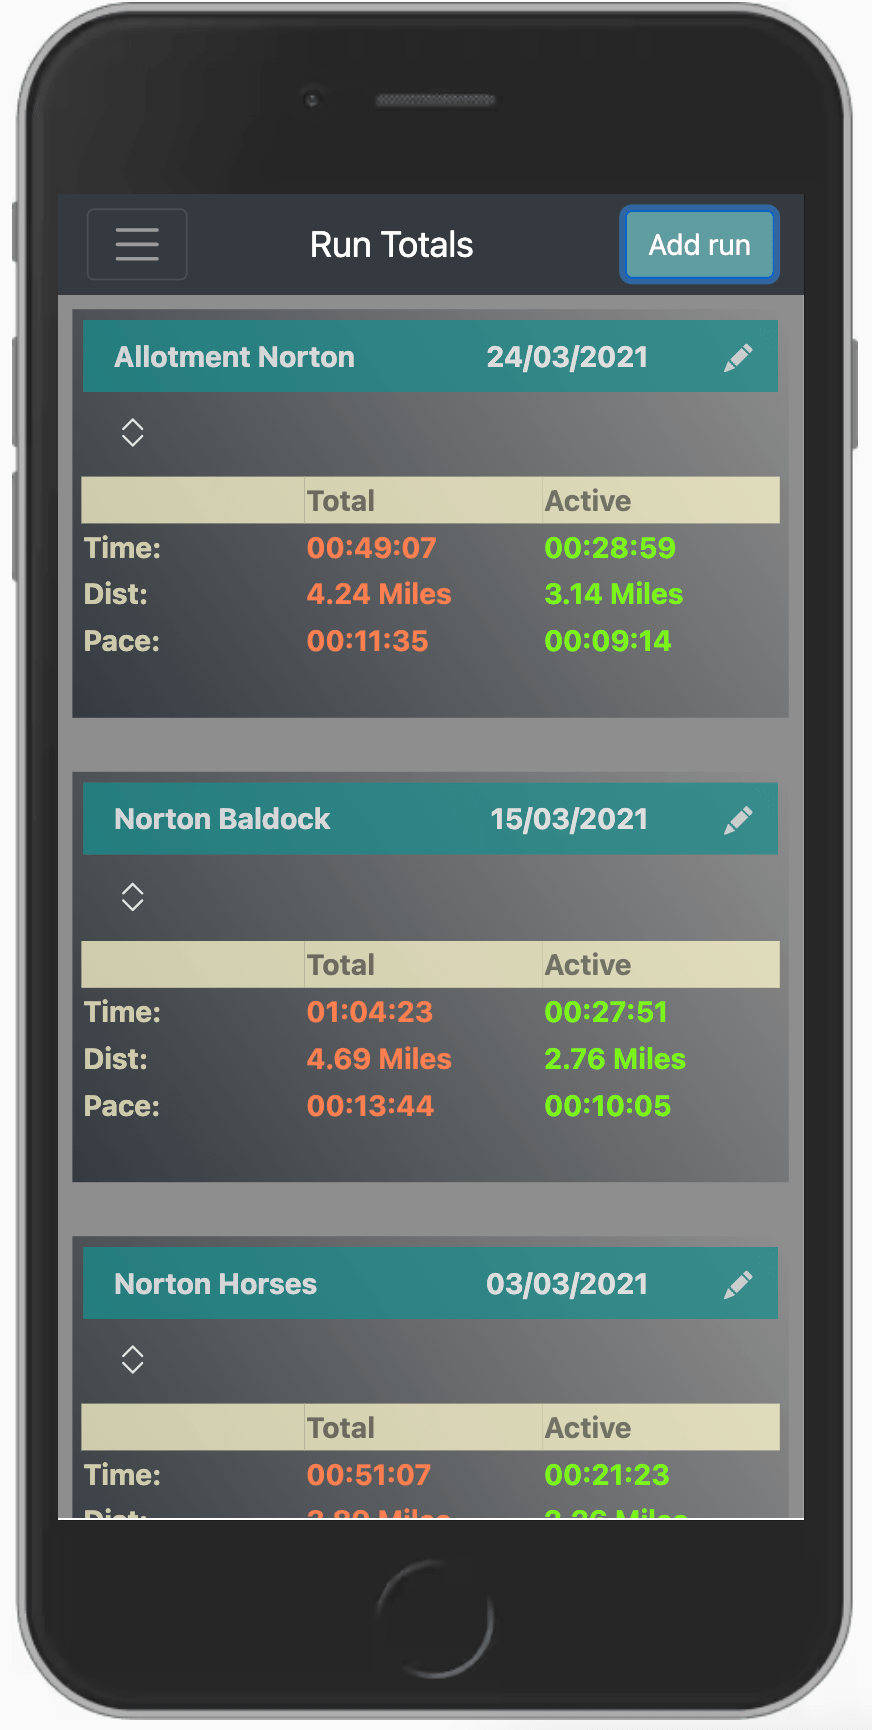 Run Totals Add run
Allotment Norton 24/03/2021
Total Active
Time: 00:49:07 00:28:59
Dist: 4.24 Miles 3.14 Miles
Pace: 00:11:35 00:09:14
Norton Baldock 15/03/2021
Total Active
Time: 01:04:23 00:27:51
Dist: 4.69 Miles 2.76 Miles
Pace: 00:13:44 00:10:05
Norton Horses 03/03/2021
Total Active
Time: 00:51:07 00:21:23
Dist: Miles Miles